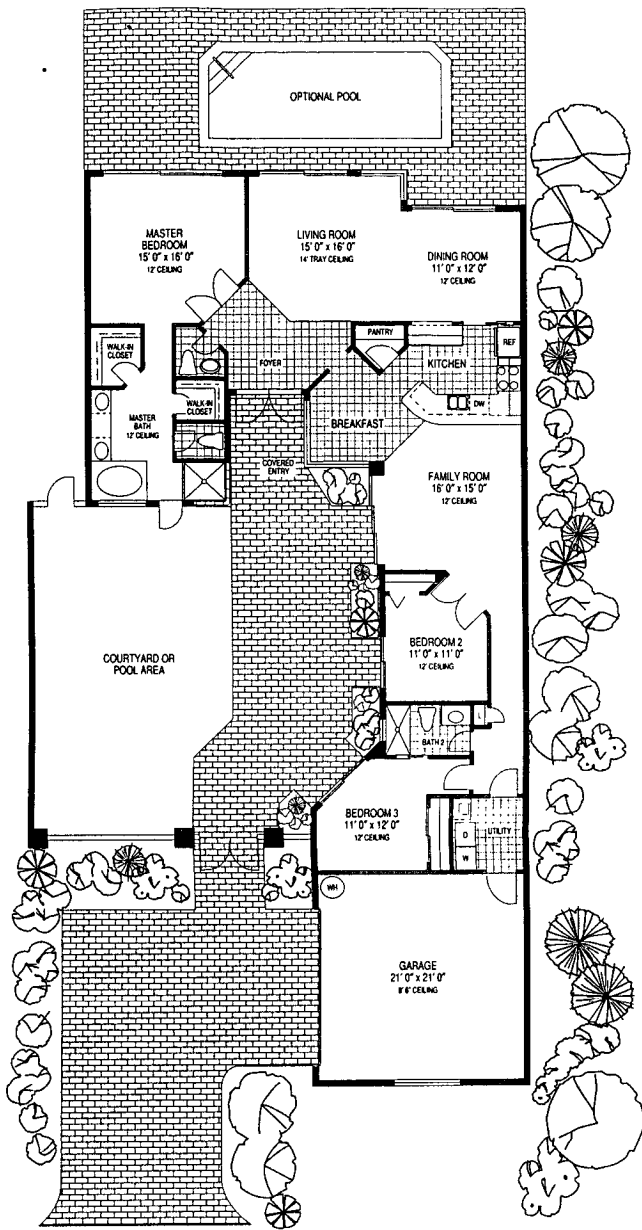 OPTIONAL POOL
MASTER
BEDROOM
15' 0" x 16' 0"
12' CEILING
LIVING ROOM
15' 0" x 16' 0"
14' TRAY CEILING
DINING ROOM
11' 0" x 12' 0"
12' CEILING
WALK-IN
CLOSET
FOYER
PANTRY
KITCHEN
REF
WALK-IN
CLOSET
MASTER
BATH
12' CEILING
BREAKFAST
DW
COVERED
ENTRY
FAMILY ROOM
16' 0" x 15' 0"
12' CEILING
BEDROOM 2
11' 0" x 11' 0"
12' CEILING
COURTYARD OR
POOL AREA
BATH 2
L
BEDROOM 3
11' 0" x 12' 0"
12' CEILING
D
W
UTILITY
WH
GARAGE
21' 0" x 21' 0"
8' 8" CEILING